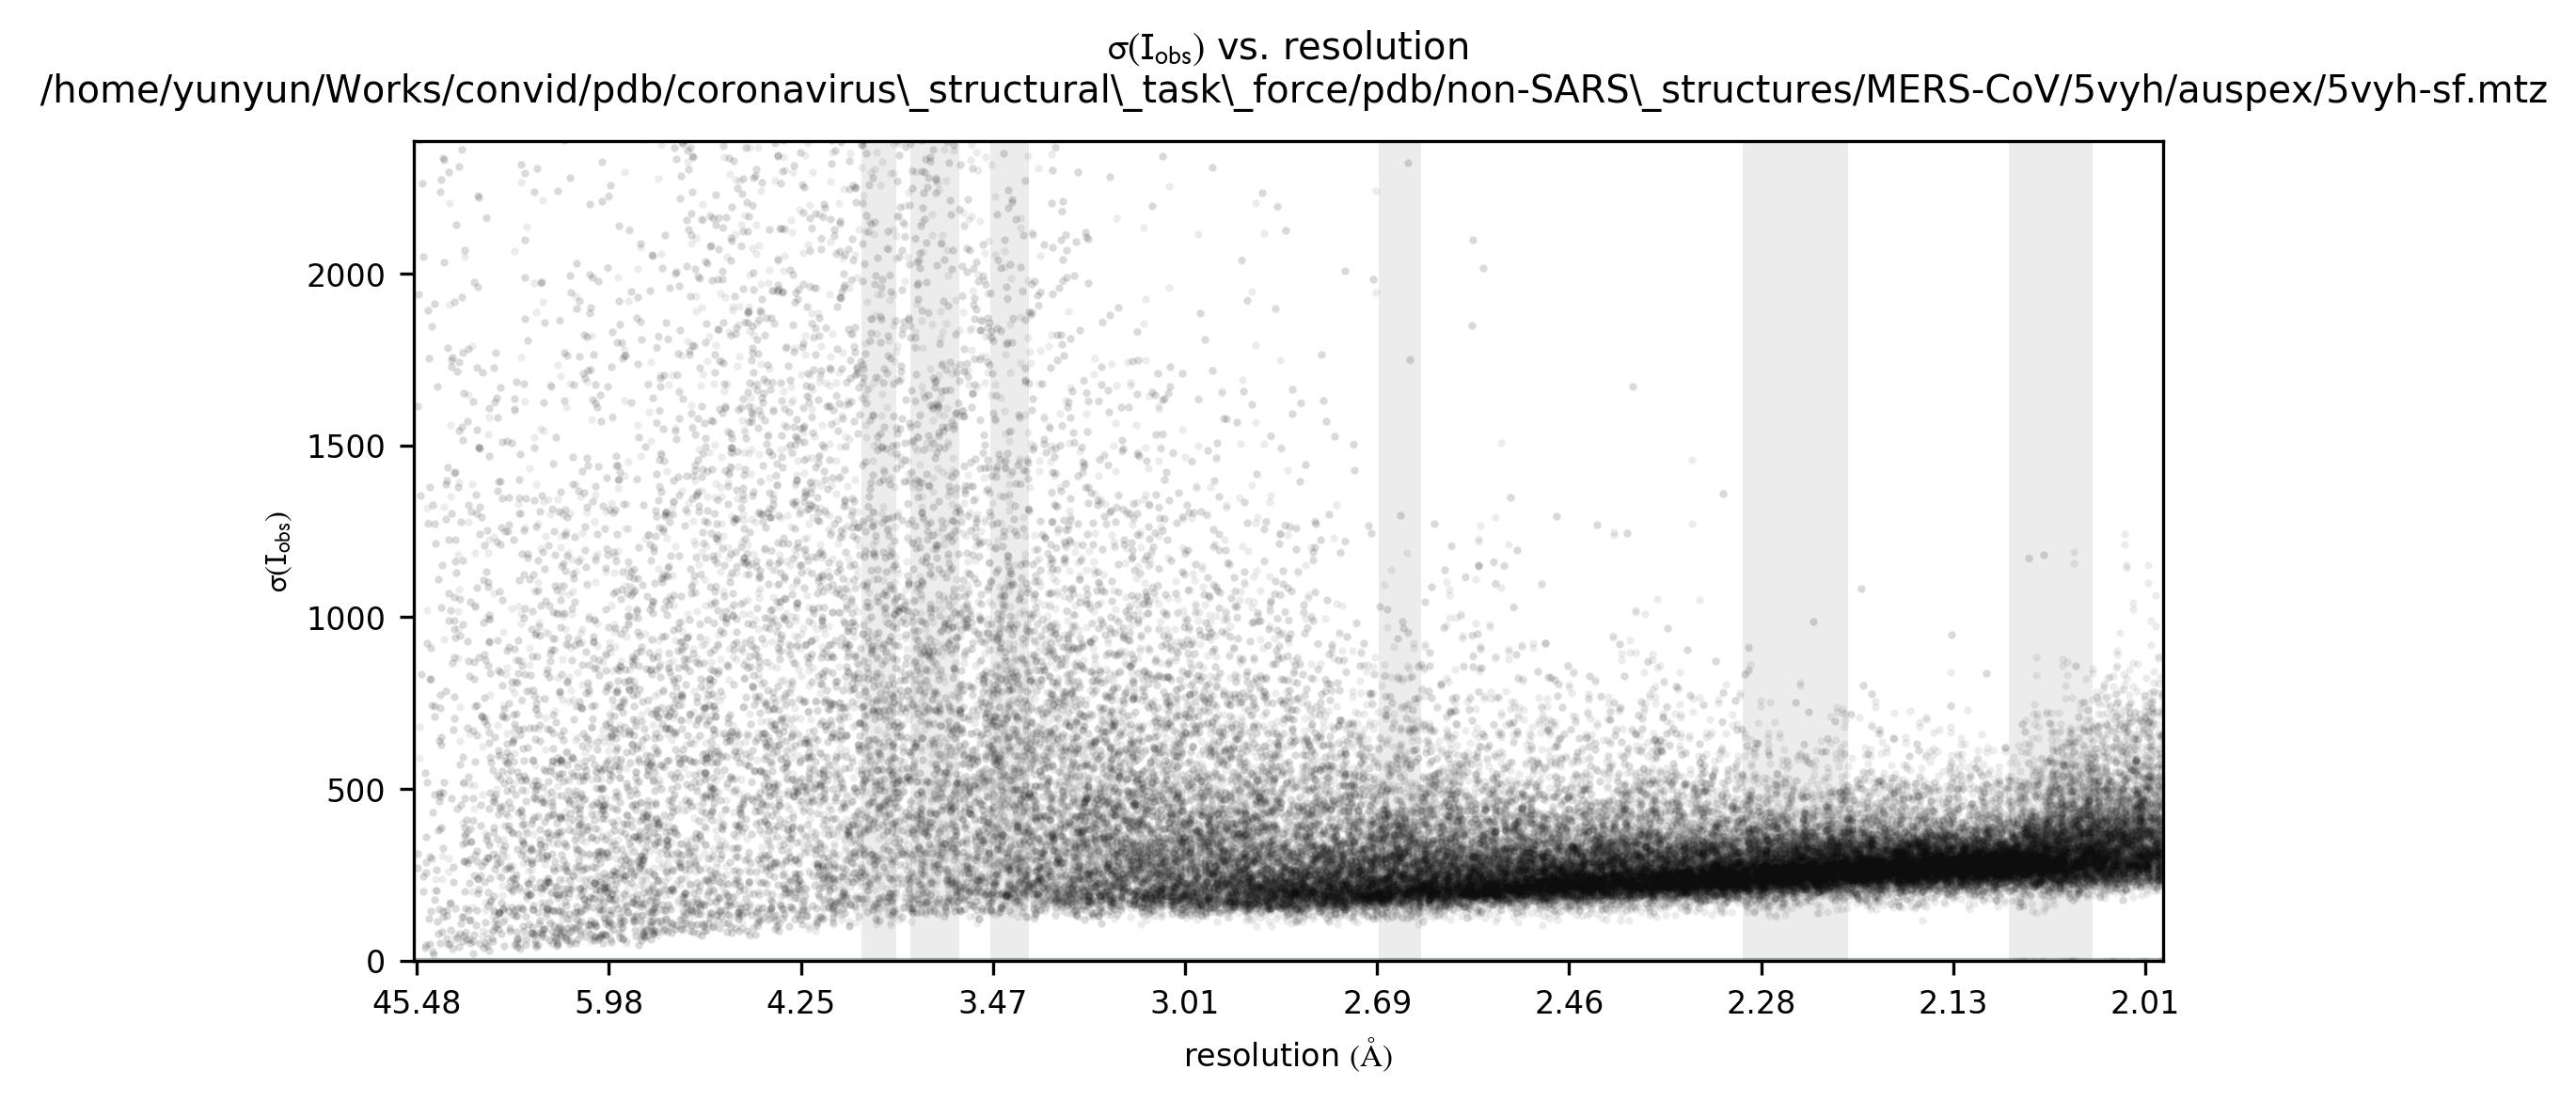 σ(I_obs) vs. resolution
/home/yunyun/Works/convid/pdb/coronavirus\_structural\_task\_force/pdb/non-SARS\_structures/MERS-CoV/5vyh/auspex/5vyh-sf.mtz
2000
1500
σ(I_obs)
1000
500
0
45.48 5.98 4.25 3.47 3.01 2.69 2.46 2.28 2.13 2.01
resolution (Å)